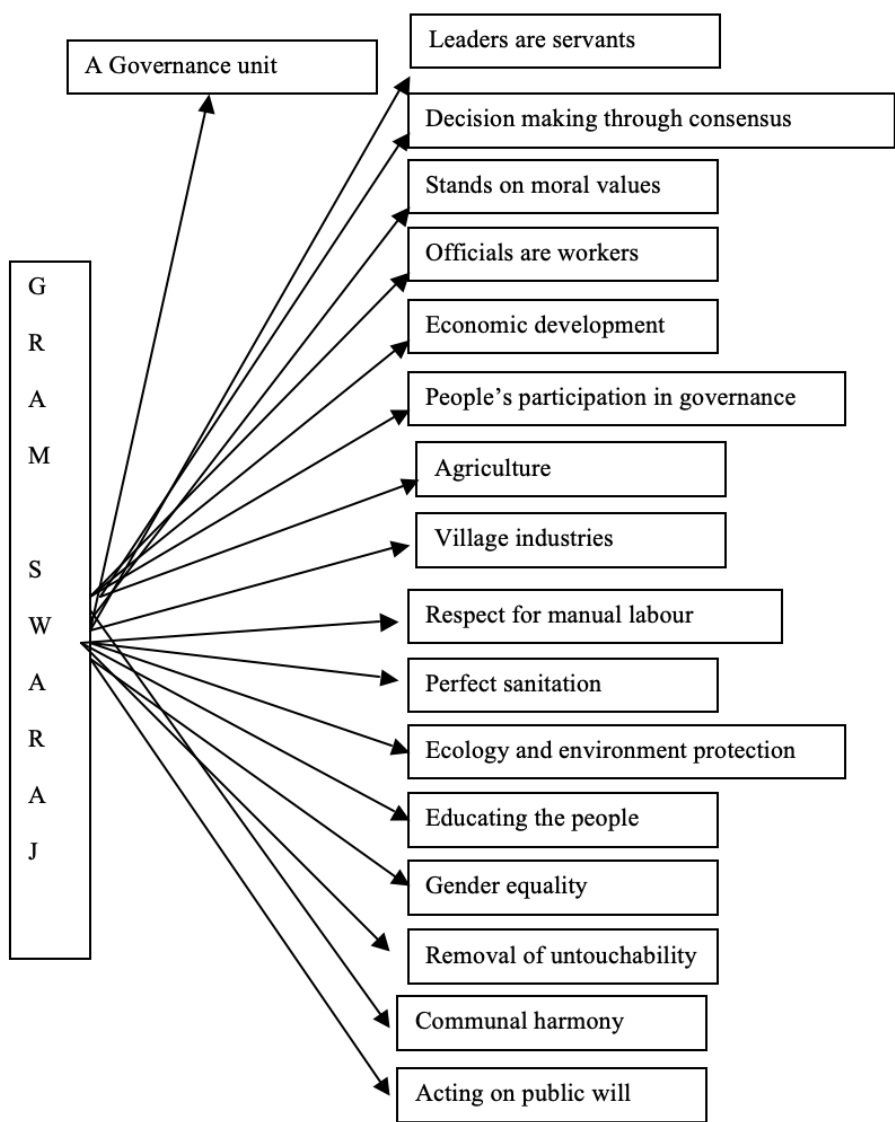 A Governance unit
Leaders are servants
Decision making through consensus
Stands on moral values
Officials are workers
Economic development
People’s participation in governance
Agriculture
Village industries
Respect for manual labour
Perfect sanitation
Ecology and environment protection
Educating the people
Gender equality
Removal of untouchability
Communal harmony
Acting on public will
G
R
A
M
S
W
A
R
A
J